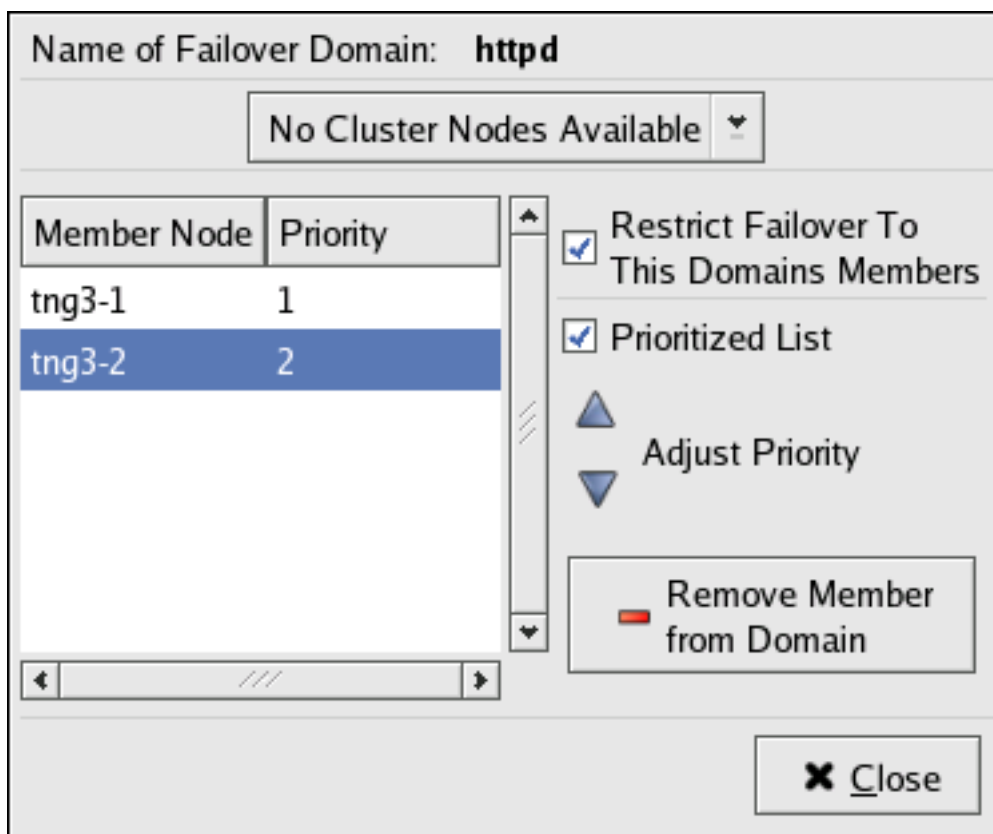 Name of Failover Domain: httpd
No Cluster Nodes Available
Member Node Priority
tng3-1 1
tng3-2 2
Restrict Failover To
This Domains Members
Prioritized List
Adjust Priority
Remove Member
from Domain
Close